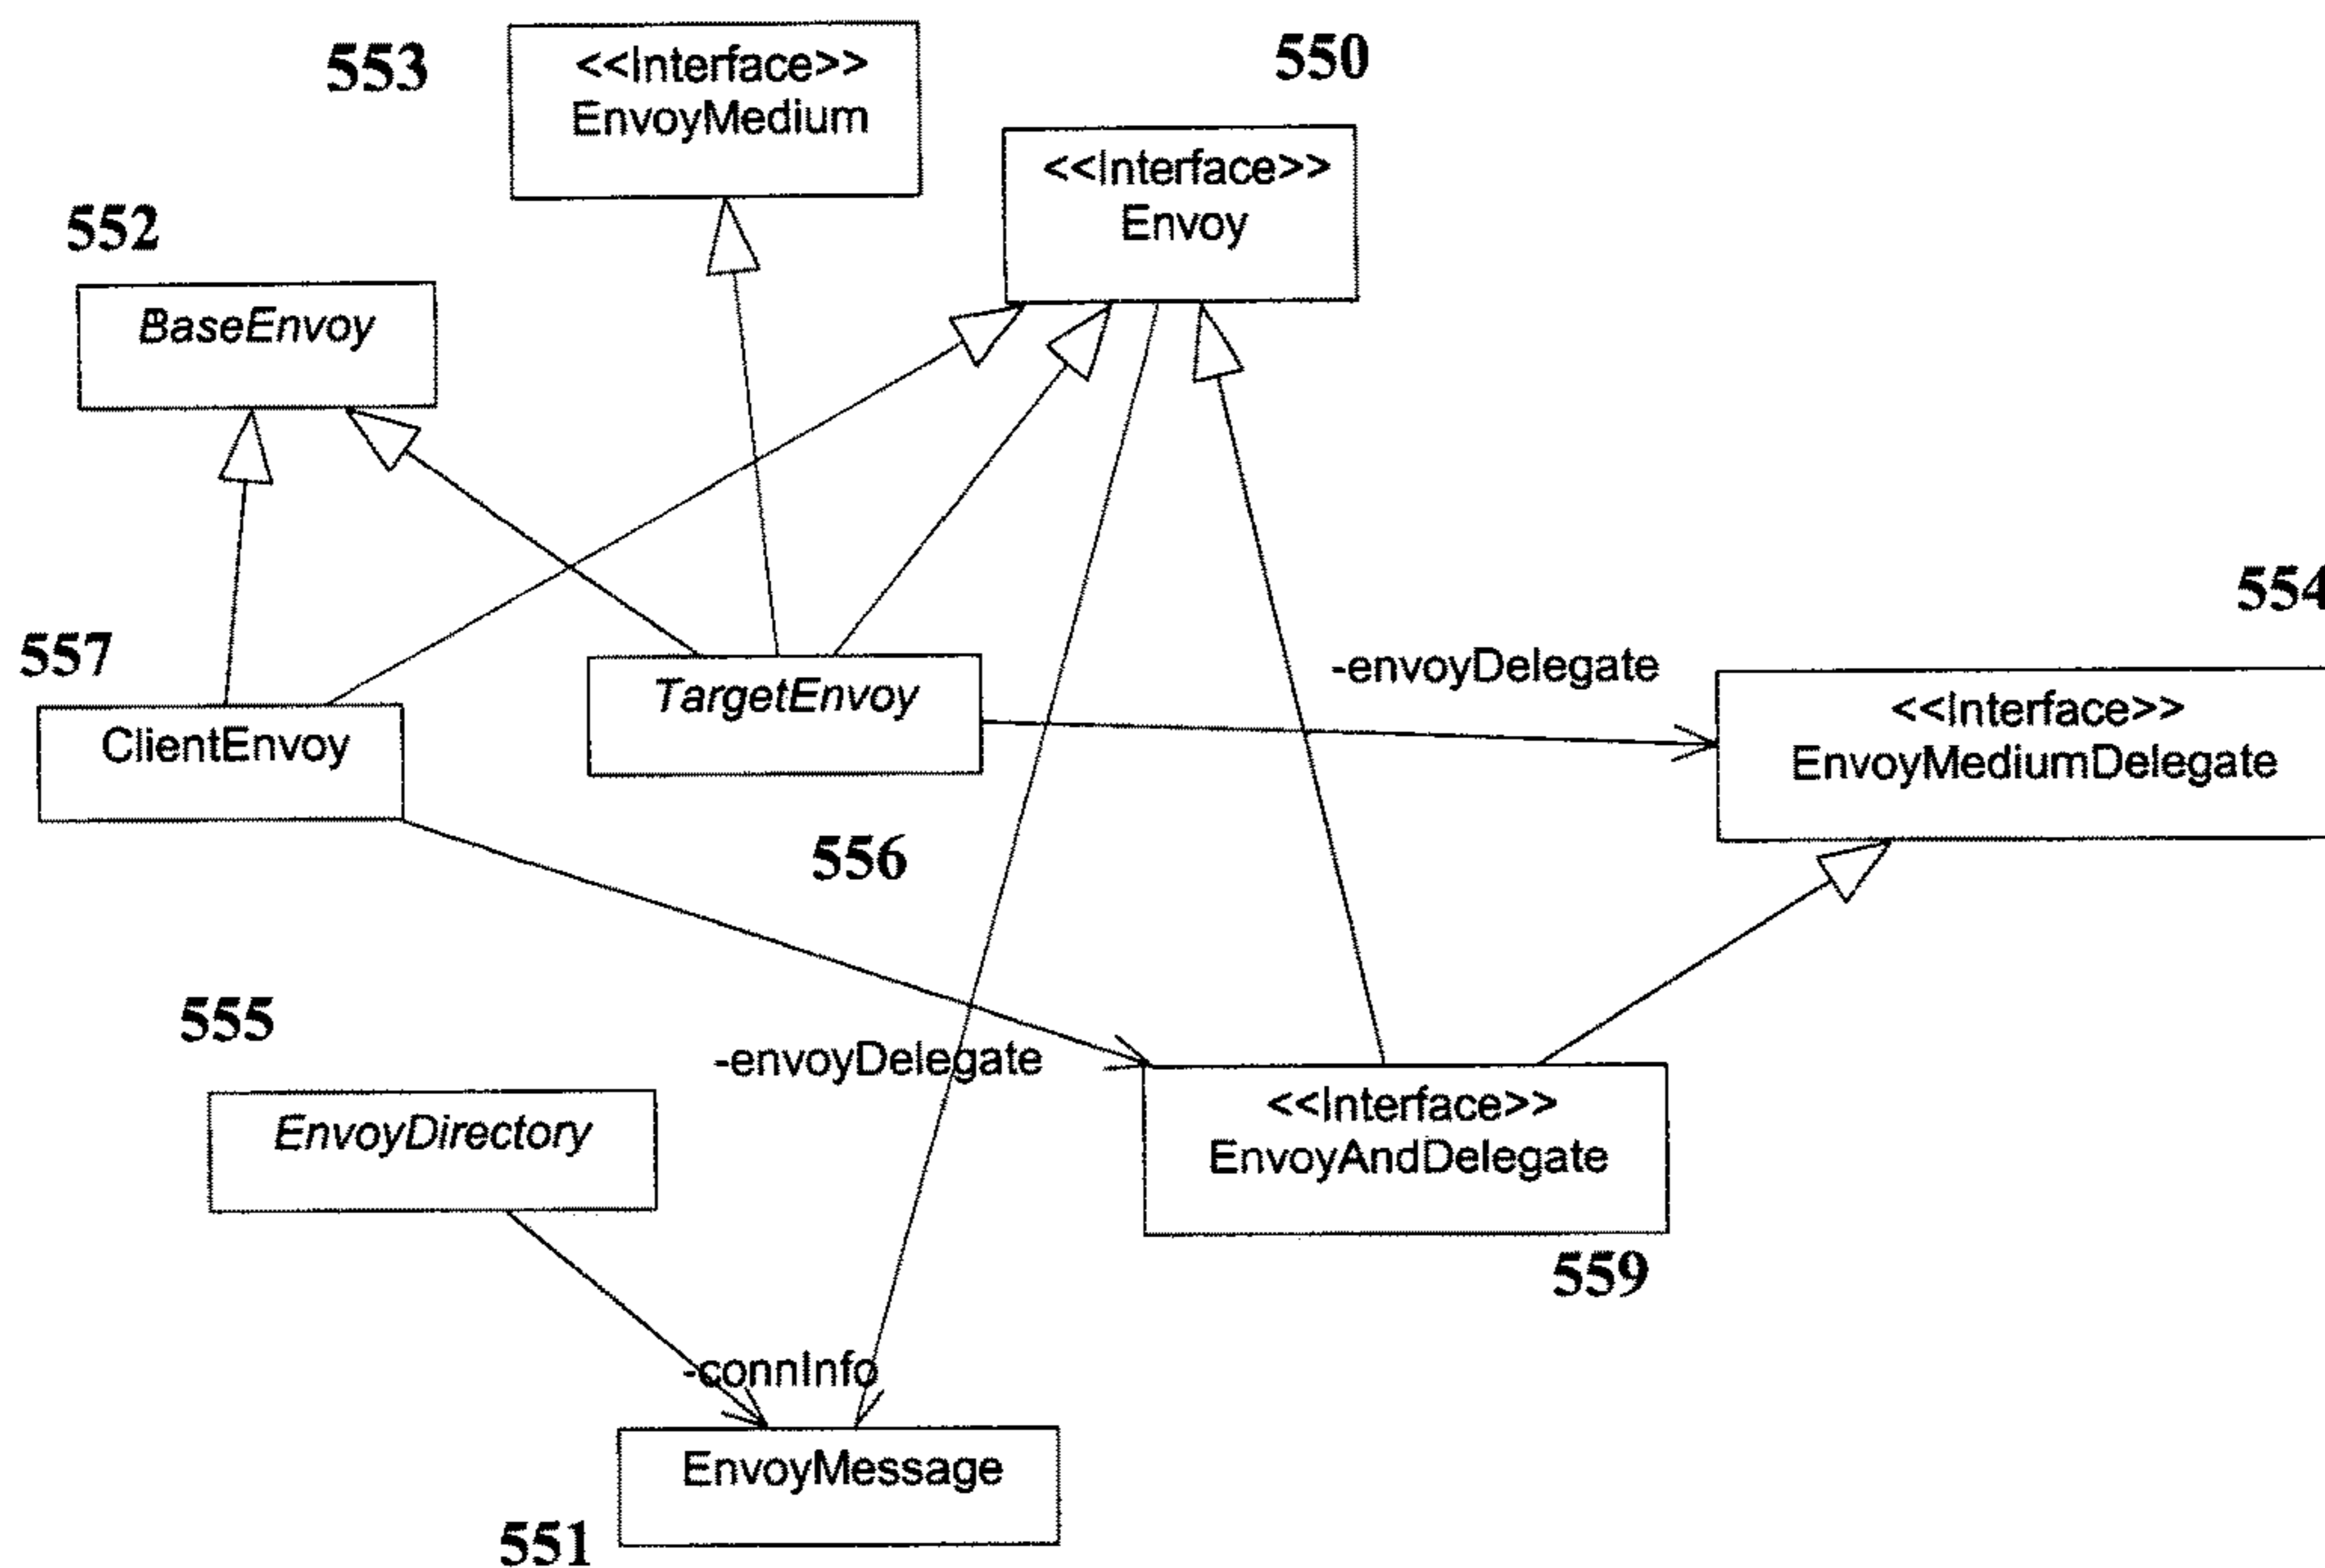 553
<<Interface>>
EnvoyMedium
550
<<Interface>>
Envoy
552
BaseEnvoy
554
557
ClientEnvoy
TargetEnvoy
-envoyDelegate
<<Interface>>
EnvoyMediumDelegate
556
555
-envoyDelegate
EnvoyDirectory
<<Interface>>
EnvoyAndDelegate
559
-connInfo
EnvoyMessage
551